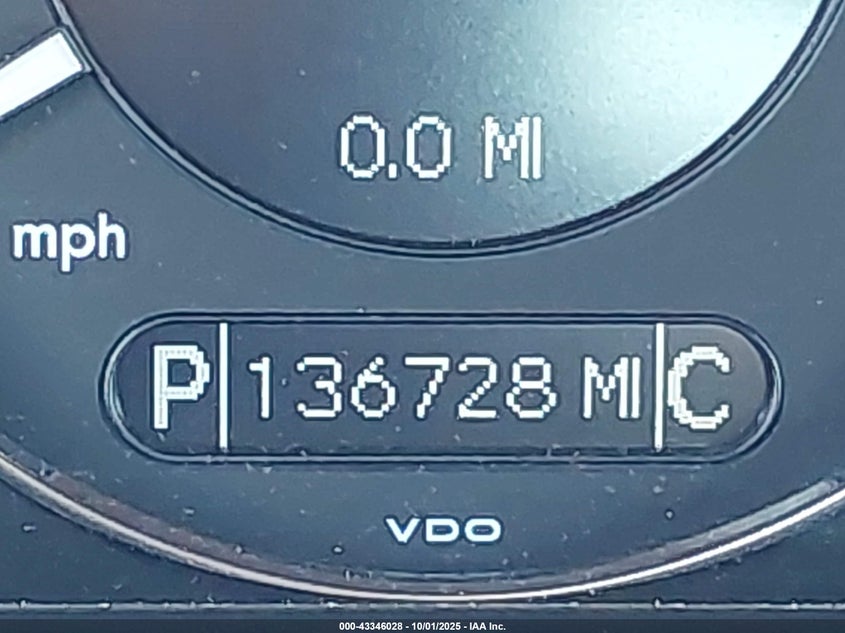 0.0 MI
mph
P 136728 MI C
VDO
000-43346028 - 10/01/2025 - IAA Inc.